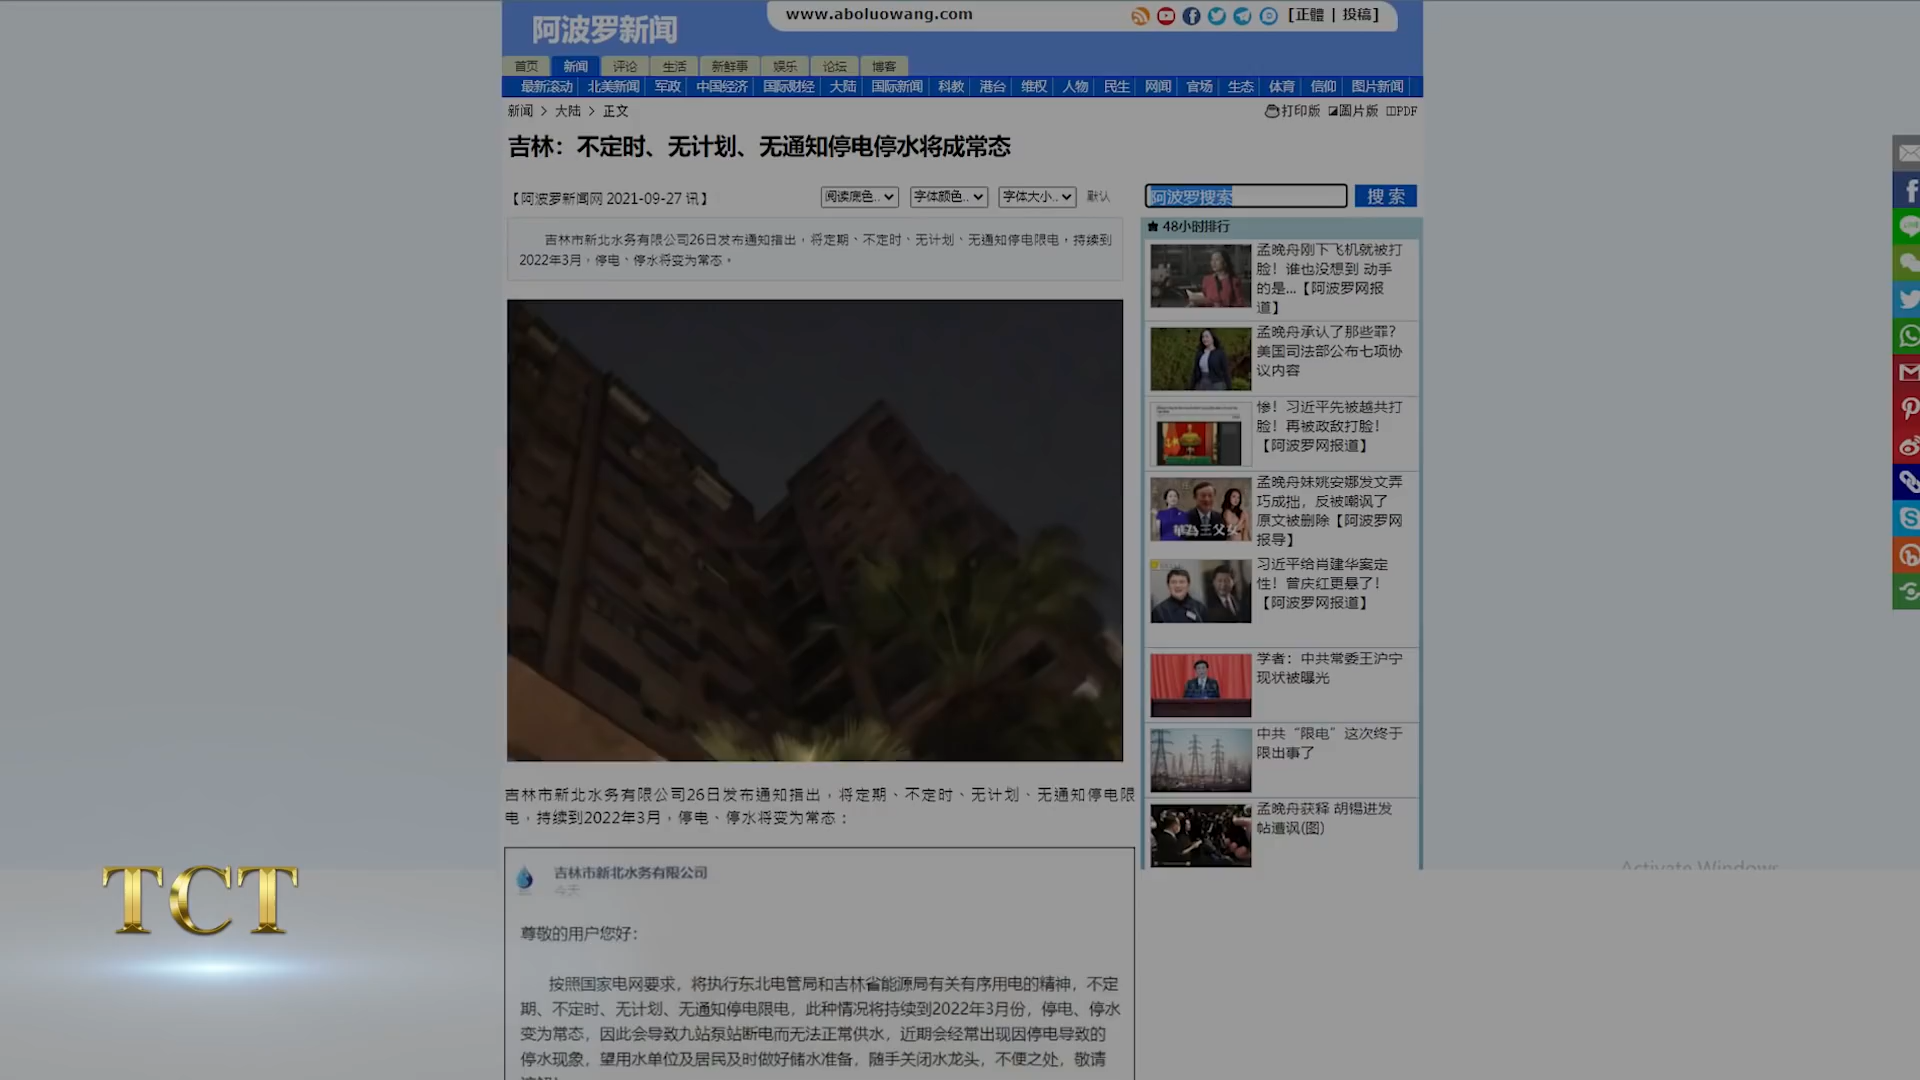 阿波罗新闻
www.aboluowang.com
[正體 | 投稿]
首页 新闻 评论 生活 新鲜事 娱乐 论坛 博客
最新滚动 北美新闻 军政 中国经济 国际财经 大陆 国际新闻 科教 港台 维权 人物 民生 网闻 官场 生态 体育 信仰 图片新闻
新闻 > 大陆 > 正文
打印版 圖片版 PDF
吉林：不定时、无计划、无通知停电停水将成常态
【阿波罗新闻网 2021-09-27 讯】
阅读底色.. 字体颜色.. 字体大小.. 默认
阿波罗搜索 搜 索
吉林市新北水务有限公司26日发布通知指出，将定期、不定时、无计划、无通知停电限电，持续到
2022年3月，停电、停水将变为常态。
48小时排行
孟晚舟刚下飞机就被打
脸！谁也没想到 动手
的是...【阿波罗网报
道】
孟晚舟承认了那些罪？
美国司法部公布七项协
议内容
惨！习近平先被越共打
脸！再被政敌打脸！
【阿波罗网报道】
孟晚舟妹姚安娜发文弄
巧成拙，反被嘲讽了
原文被删除【阿波罗网
报导】
華為三父女
习近平给肖建华案定
性！曾庆红更悬了！
【阿波罗网报道】
学者：中共常委王沪宁
现状被曝光
中共“限电”这次终于
限出事了
孟晚舟获释 胡锡进发
帖遭讽(图)
吉林市新北水务有限公司26日发布通知指出，将定期、不定时、无计划、无通知停电限
电，持续到2022年3月，停电、停水将变为常态：
吉林市新北水务有限公司
今天
尊敬的用户您好：
按照国家电网要求，将执行东北电管局和吉林省能源局有关有序用电的精神，不定
期、不定时、无计划、无通知停电限电，此种情况将持续到2022年3月份，停电、停水
变为常态，因此会导致九站泵站断电而无法正常供水，近期会经常出现因停电导致的
停水现象，望用水单位及居民及时做好储水准备，随手关闭水龙头，不便之处，敬请
TCT
Activate Windows